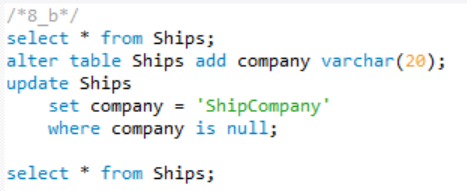 /*8_b*/
select * from Ships;
alter table Ships add company varchar(20);
update Ships
    set company = 'ShipCompany'
    where company is null;

select * from Ships;